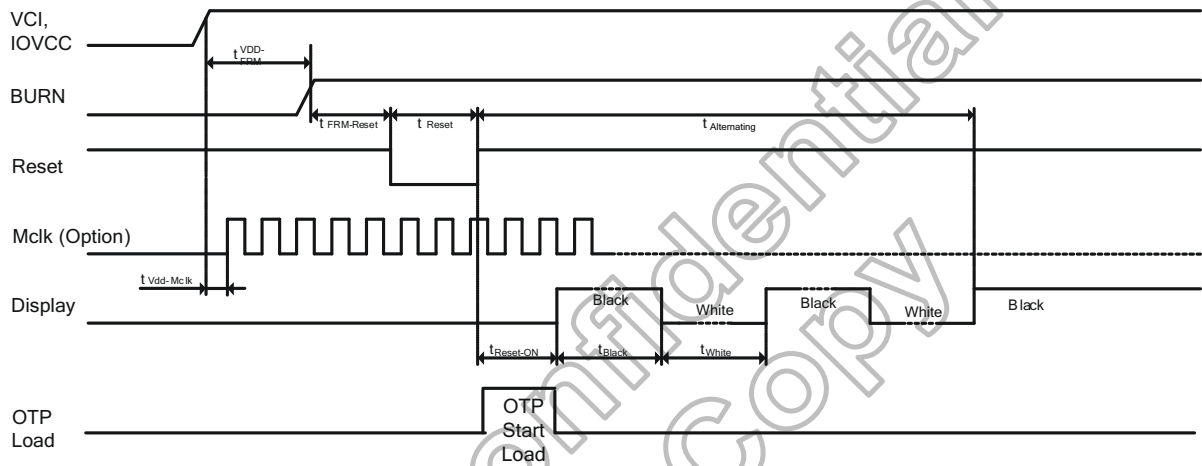 VCI,
IOVCC
t VDD-FRM
BURN
t FRM-Reset
t Reset
t Alternating
Reset
Mclk (Option)
t Vdd-Mclk
Display
Black
White
Black
White
Black
tReset-ON
tBlack
tWhite
OTP
Load
OTP
Start
Load
Confidential
Copy